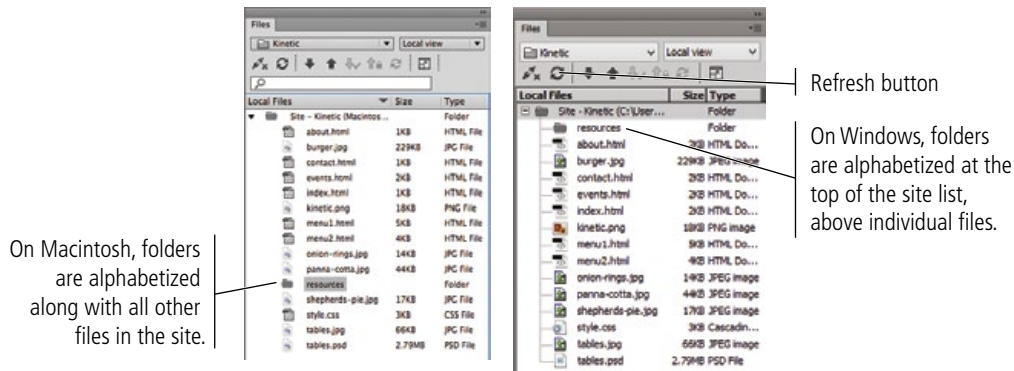 Files
Kinetic Local view
Local Files Size Type
Site - Kinetic (Macintos... Folder
about.html 1KB HTML File
burger.jpg 229KB JPG File
contact.html 1KB HTML File
events.html 2KB HTML File
index.html 1KB HTML File
kinetic.png 18KB PNG File
menu1.html 5KB HTML File
menu2.html 4KB HTML File
onion-rings.jpg 14KB JPG File
panna-cotta.jpg 44KB JPG File
resources Folder
shepherds-pie.jpg 17KB JPG File
style.css 3KB CSS File
tables.jpg 66KB JPG File
tables.psd 2.79MB PSD File
On Macintosh, folders
are alphabetized
along with all other
files in the site.
Files
Kinetic Local view
Local Files Size Type
Site - Kinetic (C:\User... Folder
resources Folder
about.html 2KB HTML Do...
burger.jpg 229KB JPEG image
contact.html 2KB HTML Do...
events.html 2KB HTML Do...
index.html 2KB HTML Do...
kinetic.png 18KB PNG image
menu1.html 5KB HTML Do...
menu2.html 4KB HTML Do...
onion-rings.jpg 14KB JPEG image
panna-cotta.jpg 44KB JPEG image
shepherds-pie.jpg 17KB JPEG image
style.css 3KB Cascadin...
tables.jpg 66KB JPEG image
tables.psd 2.79MB PSD File
Refresh button
On Windows, folders
are alphabetized at the
top of the site list,
above individual files.